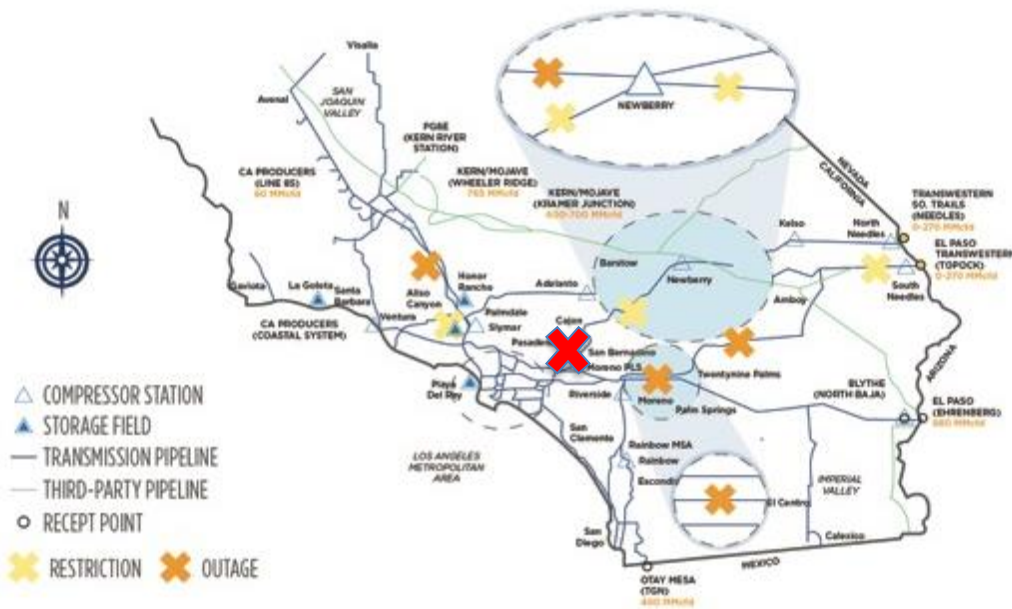 Visalia
Avenal
SAN
JOAQUIN
VALLEY
PG&E
(KERN RIVER
STATION)
CA PRODUCERS
(LINE 85)
60 MMcfd
KERN/MOJAVE
(WHEELER RIDGE)
765 MMcfd
KERN/MOJAVE
(KRAMER JUNCTION)
NEWBERRY
NEVADA
CALIFORNIA
TRANSWESTERN
SO. TRAILS
(NEEDLES)
0-270 MMcfd
EL PASO
TRANSWESTERN
(TOPOCK)
0-270 MMcfd
N
Kelso
North
Needles
South
Needles
Barstow
Newberry
Amboy
Adelanto
Honor
Rancho
Aliso
Canyon
Palmdale
Gaviota
La Goleta
Santa
Barbara
Ventura
CA PRODUCERS
(COASTAL SYSTEM)
Sylmar
Cajon
San Bernadino
Moreno PLS
Twentynine Palms
Playa
Del Rey
Riverside
Moreno
Palm Springs
BLYTHE
(NORTH BAJA)
ARIZONA
EL PASO
(EHRENBERG)
San
Clemente
Rainbow MSA
Rainbow
LOS ANGELES
METROPOLITAN
AREA
El Centro
IMPERIAL
VALLEY
San
Diego
Calexico
MEXICO
OTAY MESA
(TGN)
400 MMcfd
COMPRESSOR STATION
STORAGE FIELD
TRANSMISSION PIPELINE
THIRD-PARTY PIPELINE
RECEPT POINT
RESTRICTION
OUTAGE